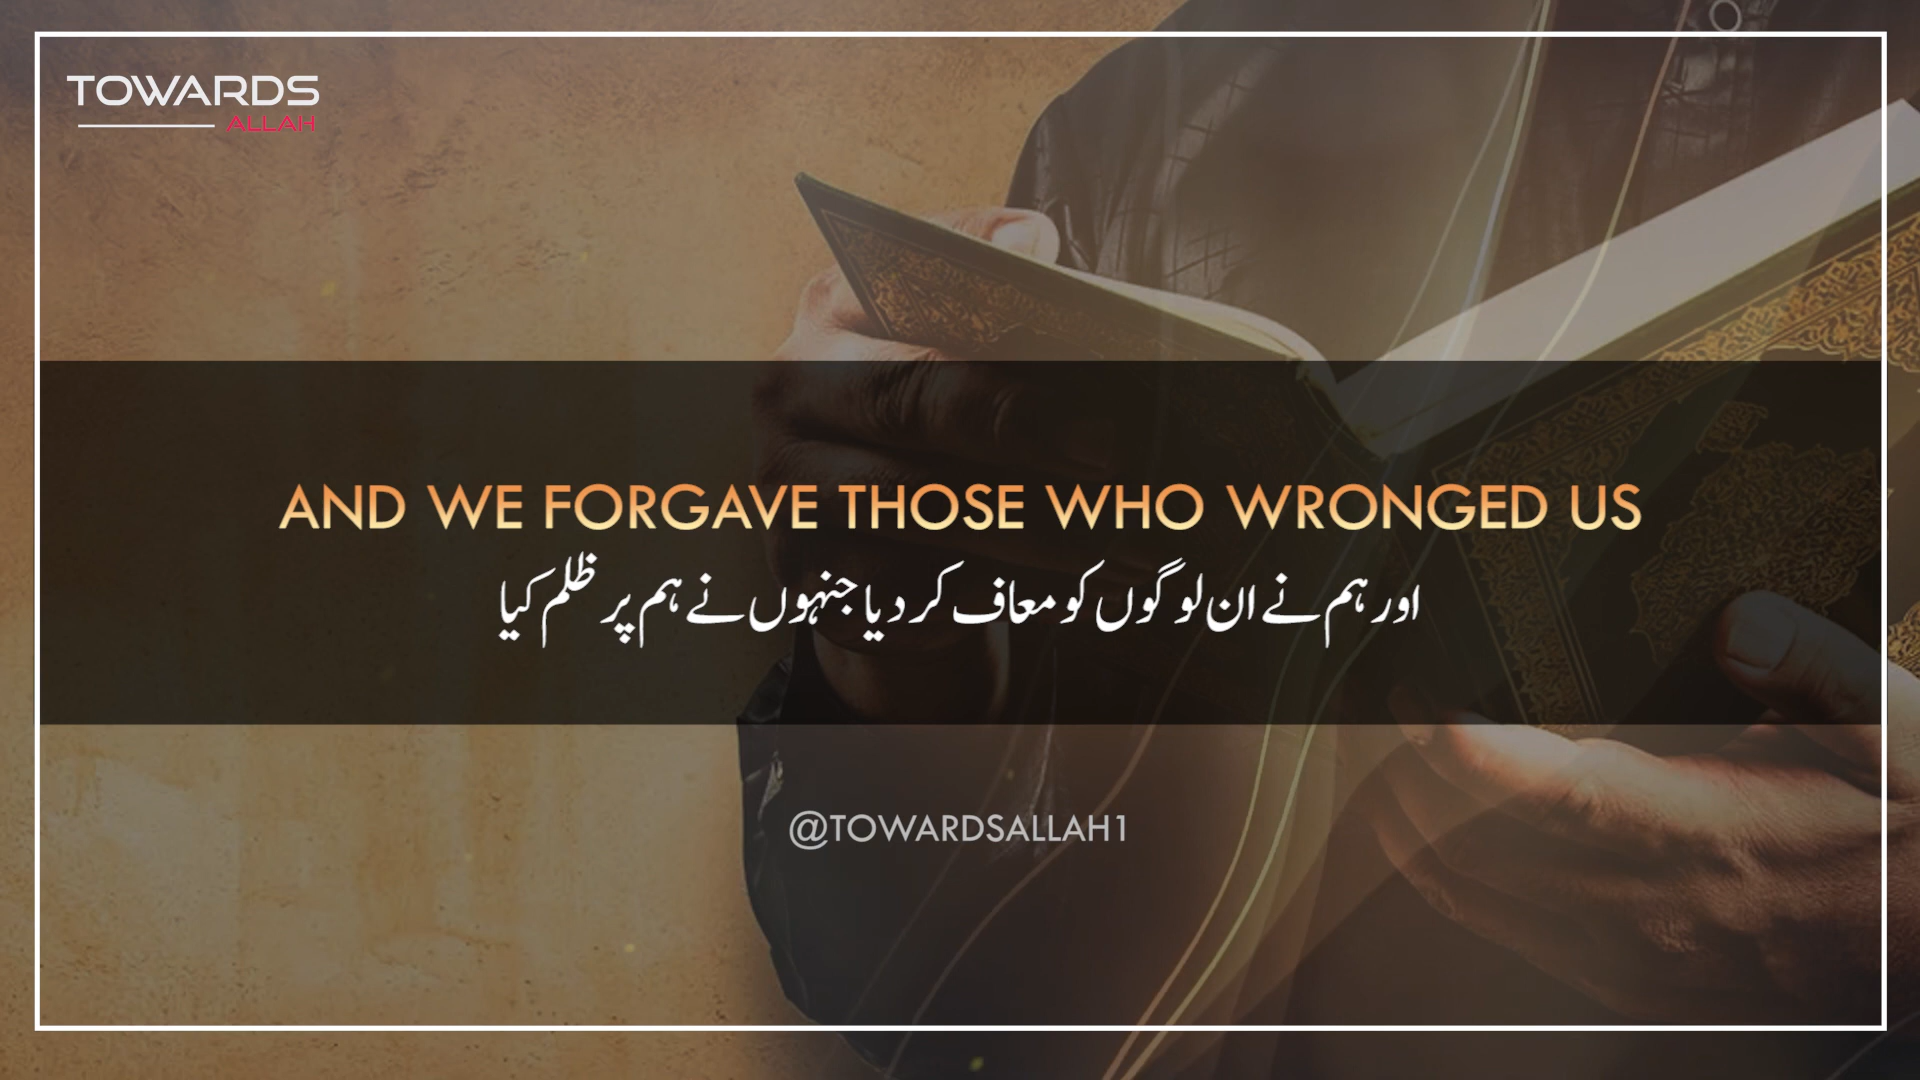 TOWARDS
ALLAH
AND WE FORGAVE THOSE WHO WRONGED US
اور ہم نے ان لوگوں کو معاف کر دیا جنہوں نے ہم پر ظلم کیا
@TOWARDSALLAH1